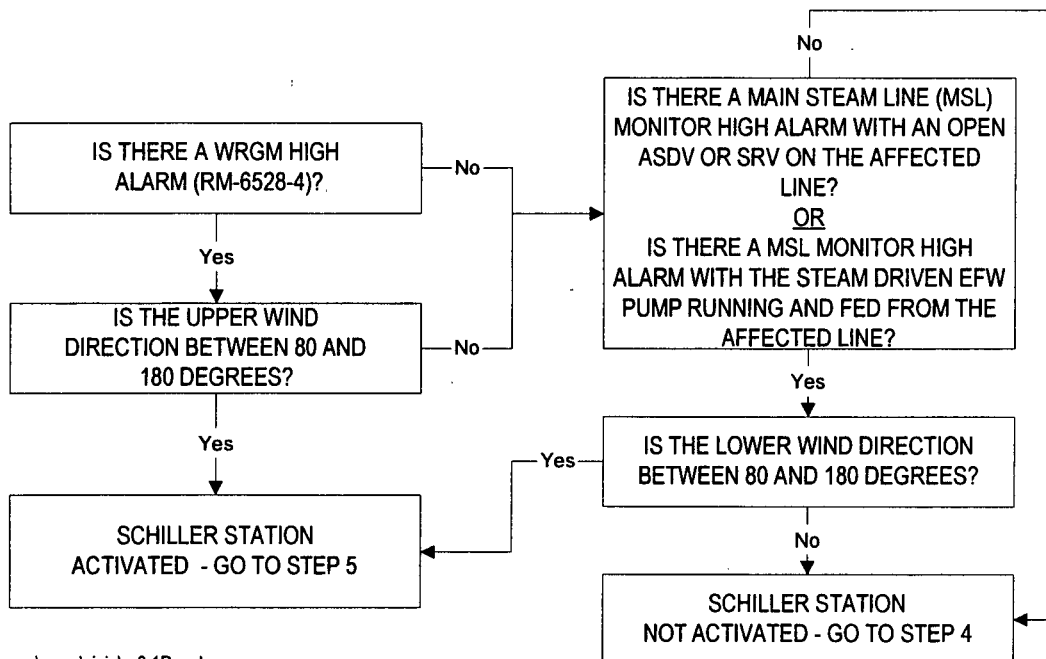 IS THERE A WRGM HIGH
ALARM (RM-6528-4)?
No
Yes
IS THE UPPER WIND
DIRECTION BETWEEN 80 AND
180 DEGREES?
No
Yes
SCHILLER STATION
ACTIVATED - GO TO STEP 5
No
IS THERE A MAIN STEAM LINE (MSL)
MONITOR HIGH ALARM WITH AN OPEN
ASDV OR SRV ON THE AFFECTED
LINE?
OR
IS THERE A MSL MONITOR HIGH
ALARM WITH THE STEAM DRIVEN EFW
PUMP RUNNING AND FED FROM THE
AFFECTED LINE?
Yes
IS THE LOWER WIND DIRECTION
BETWEEN 80 AND 180 DEGREES?
Yes
No
SCHILLER STATION
NOT ACTIVATED - GO TO STEP 4